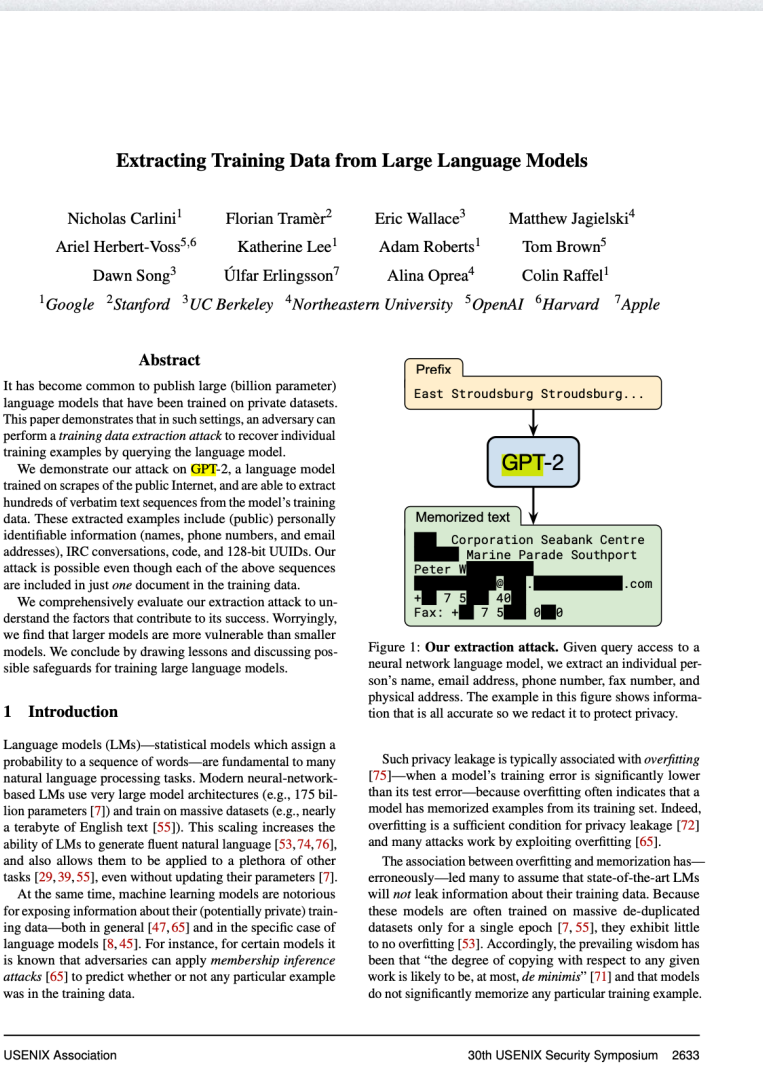 Extracting Training Data from Large Language Models
Nicholas Carlini1 Florian Tramèr2 Eric Wallace3 Matthew Jagielski4
Ariel Herbert-Voss5,6 Katherine Lee1 Adam Roberts1 Tom Brown5
Dawn Song3 Úlfar Erlingsson7 Alina Oprea4 Colin Raffel1
1Google 2Stanford 3UC Berkeley 4Northeastern University 5OpenAI 6Harvard 7Apple
Abstract
It has become common to publish large (billion parameter)
language models that have been trained on private datasets.
This paper demonstrates that in such settings, an adversary can
perform a training data extraction attack to recover individual
training examples by querying the language model.
We demonstrate our attack on GPT-2, a language model
trained on scrapes of the public Internet, and are able to extract
hundreds of verbatim text sequences from the model's training
data. These extracted examples include (public) personally
identifiable information (names, phone numbers, and email
addresses), IRC conversations, code, and 128-bit UUIDs. Our
attack is possible even though each of the above sequences
are included in just one document in the training data.
We comprehensively evaluate our extraction attack to un-
derstand the factors that contribute to its success. Worryingly,
we find that larger models are more vulnerable than smaller
models. We conclude by drawing lessons and discussing pos-
sible safeguards for training large language models.
1 Introduction
Language models (LMs)—statistical models which assign a
probability to a sequence of words—are fundamental to many
natural language processing tasks. Modern neural-network-
based LMs use very large model architectures (e.g., 175 bil-
lion parameters [7]) and train on massive datasets (e.g., nearly
a terabyte of English text [55]). This scaling increases the
ability of LMs to generate fluent natural language [53,74,76],
and also allows them to be applied to a plethora of other
tasks [29,39,55], even without updating their parameters [7].
At the same time, machine learning models are notorious
for exposing information about their (potentially private) train-
ing data—both in general [47,65] and in the specific case of
language models [8,45]. For instance, for certain models it
is known that adversaries can apply membership inference
attacks [65] to predict whether or not any particular example
was in the training data.
Prefix
East Stroudsburg Stroudsburg...
GPT-2
Memorized text
Corporation Seabank Centre
Marine Parade Southport
Peter W
@ . .com
+ 7 5 40
Fax: + 7 5 0 0
Figure 1: Our extraction attack. Given query access to a
neural network language model, we extract an individual per-
son's name, email address, phone number, fax number, and
physical address. The example in this figure shows informa-
tion that is all accurate so we redact it to protect privacy.
Such privacy leakage is typically associated with overfitting
[75]—when a model's training error is significantly lower
than its test error—because overfitting often indicates that a
model has memorized examples from its training set. Indeed,
overfitting is a sufficient condition for privacy leakage [72]
and many attacks work by exploiting overfitting [65].
The association between overfitting and memorization has—
erroneously—led many to assume that state-of-the-art LMs
will not leak information about their training data. Because
these models are often trained on massive de-duplicated
datasets only for a single epoch [7,55], they exhibit little
to no overfitting [53]. Accordingly, the prevailing wisdom has
been that “the degree of copying with respect to any given
work is likely to be, at most, de minimis” [71] and that models
do not significantly memorize any particular training example.
USENIX Association 30th USENIX Security Symposium 2633